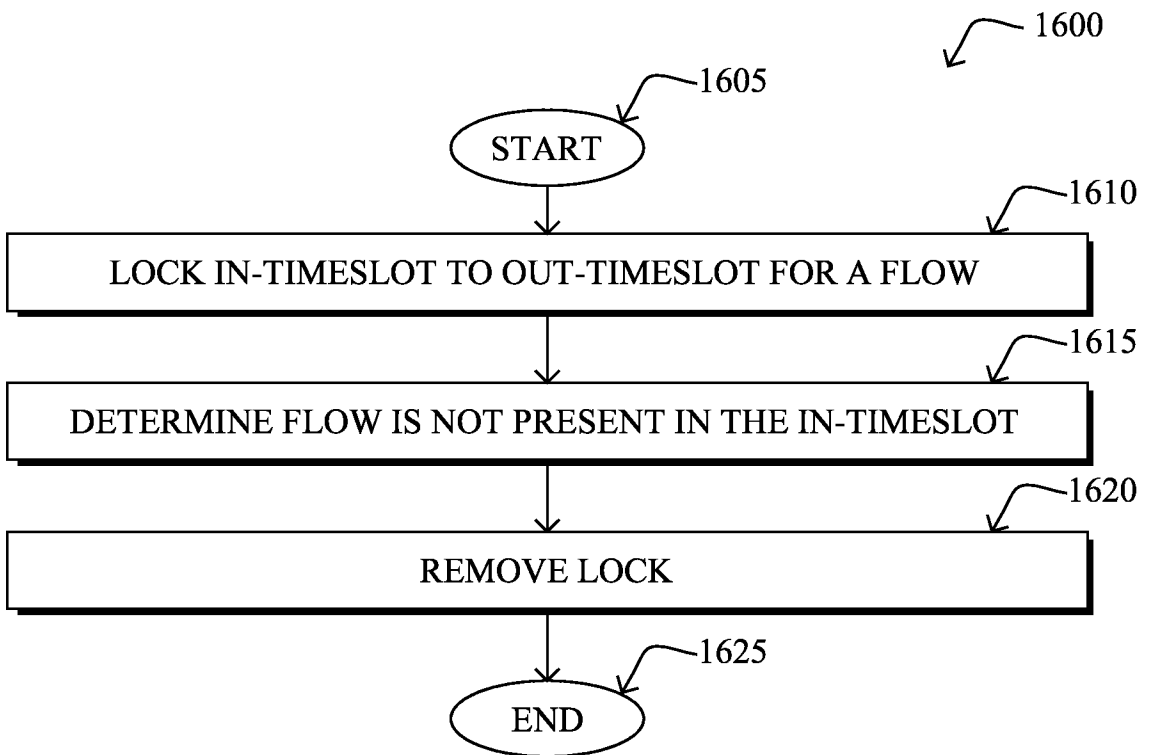 1600
1605
START
1610
LOCK IN-TIMESLOT TO OUT-TIMESLOT FOR A FLOW
1615
DETERMINE FLOW IS NOT PRESENT IN THE IN-TIMESLOT
1620
REMOVE LOCK
1625
END